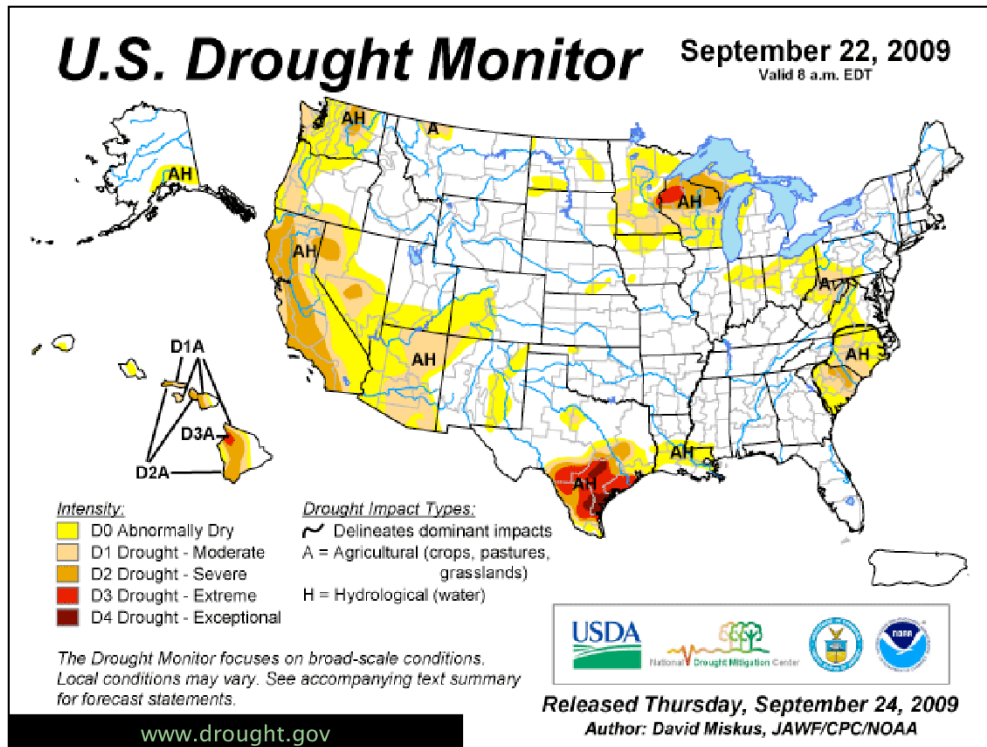 U.S. Drought Monitor
September 22, 2009
Valid 8 a.m. EDT
AH
A
AH
AH
AH
AH
A
AH
AH
AH
D1A
D3A
D2A
Intensity:
D0 Abnormally Dry
D1 Drought - Moderate
D2 Drought - Severe
D3 Drought - Extreme
D4 Drought - Exceptional
Drought Impact Types:
Delineates dominant impacts
A = Agricultural (crops, pastures,
grasslands)
H = Hydrological (water)
USDA
National Drought Mitigation Center
NOAA
The Drought Monitor focuses on broad-scale conditions.
Local conditions may vary. See accompanying text summary
for forecast statements.
Released Thursday, September 24, 2009
Author: David Miskus, JAWF/CPC/NOAA
www.drought.gov